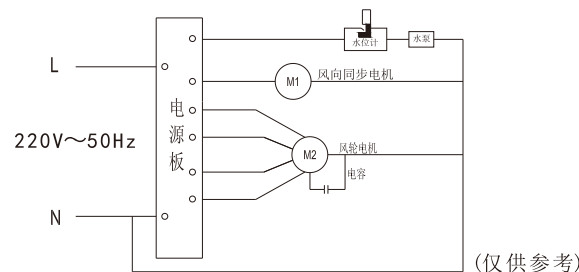 水位计
水泵
L
M1
风向同步电机
电源板
220V～50Hz
M2
风轮电机
电容
N
(仅供参考)